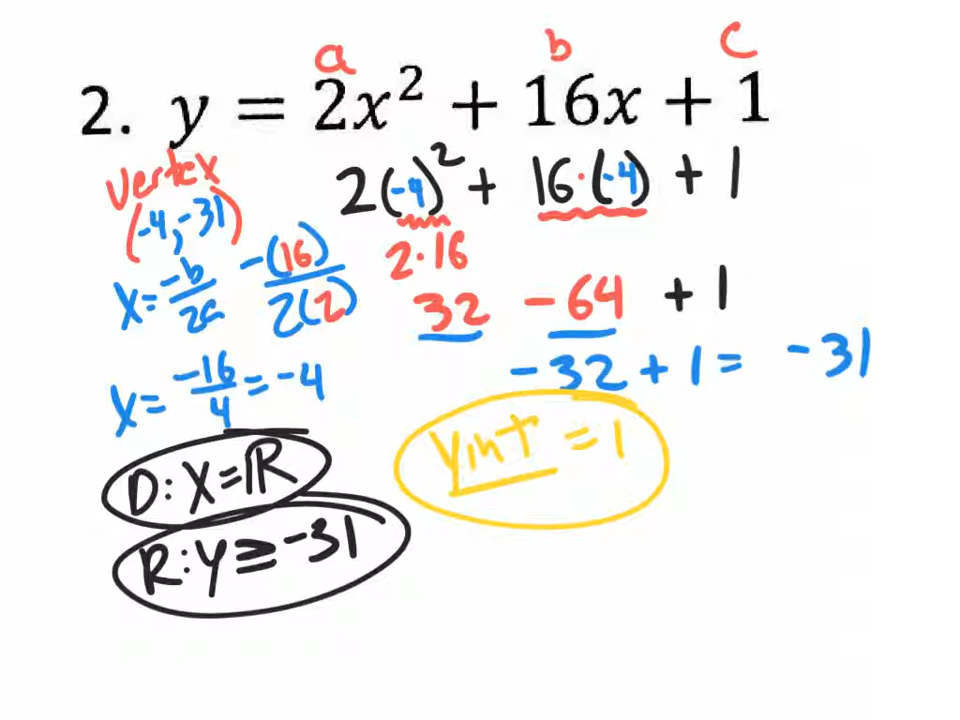 a b c
2. y = 2x² + 16x + 1
vertex
(-4, -31)
2(-4)² + 16·(-4) + 1
2·16
32 -64 + 1
-32 + 1 = -31
x = -b/2a -(16)/2(2)
x = -16/4 = -4
D: X = ℝ
R: Y ≥ -31
Yint = 1